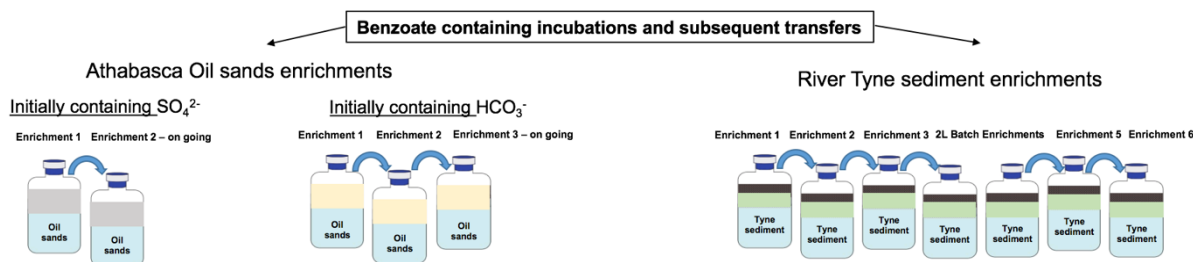 Benzoate containing incubations and subsequent transfers
Athabasca Oil sands enrichments
River Tyne sediment enrichments
Initially containing SO₄²⁻
Initially containing HCO₃⁻
Enrichment 1
Enrichment 2 – on going
Enrichment 1
Enrichment 2
Enrichment 3 – on going
Enrichment 1
Enrichment 2
Enrichment 3
2L Batch Enrichments
Enrichment 5
Enrichment 6
Oil
sands
Oil
sands
Oil
sands
Oil
sands
Oil
sands
Tyne
sediment
Tyne
sediment
Tyne
sediment
Tyne
sediment
Tyne
sediment
Tyne
sediment
Tyne
sediment